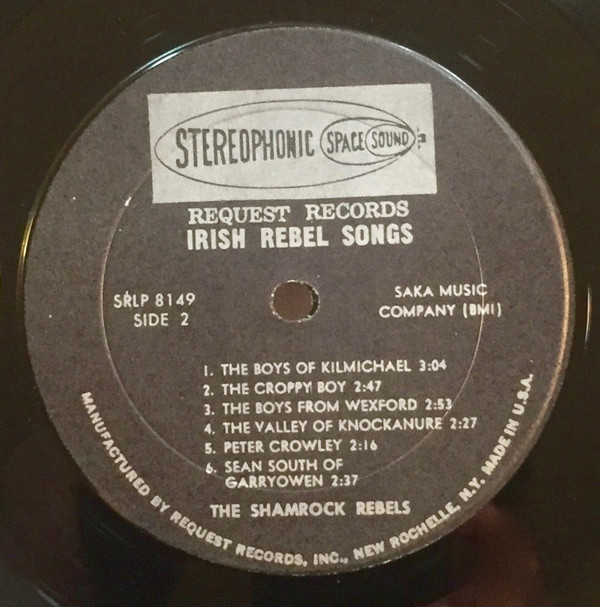 STEREOPHONIC SPACE SOUND
REQUEST RECORDS
IRISH REBEL SONGS
SRLP 8149
SIDE 2
SAKA MUSIC
COMPANY (BMI)
1. THE BOYS OF KILMICHAEL 3:04
2. THE CROPPY BOY 2:47
3. THE BOYS FROM WEXFORD 2:53
4. THE VALLEY OF KNOCKANURE 2:27
5. PETER CROWLEY 2:16
6. SEAN SOUTH OF
GARRYOWEN 2:37
THE SHAMROCK REBELS
MANUFACTURED BY REQUEST RECORDS, INC., NEW ROCHELLE, N.Y. MADE IN U.S.A.